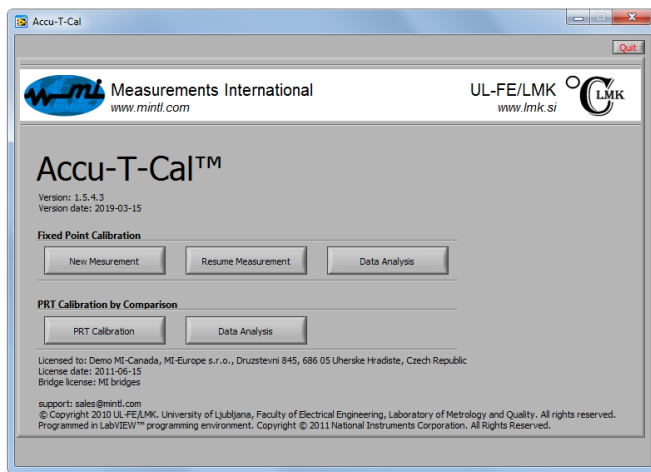 Accu-T-Cal
Quit
mi Measurements International
www.mintl.com
UL-FE/LMK °C LMK
www.lmk.si
Accu-T-Cal™
Version: 1.5.4.3
Version date: 2019-03-15
Fixed Point Calibration
New Mesurement Resume Measurement Data Analysis
PRT Calibration by Comparison
PRT Calibration Data Analysis
Licensed to: Demo MI-Canada, MI-Europe s.r.o., Druzstevni 845, 686 05 Uherske Hradiste, Czech Republic
License date: 2011-06-15
Bridge license: MI bridges
support: sales@mintl.com
© Copyright 2010 UL-FE/LMK. University of Ljubljana, Faculty of Electrical Engineering, Laboratory of Metrology and Quality. All rights reserved.
Programmed in LabVIEW™ programming environment. Copyright © 2011 National Instruments Corporation. All Rights Reserved.